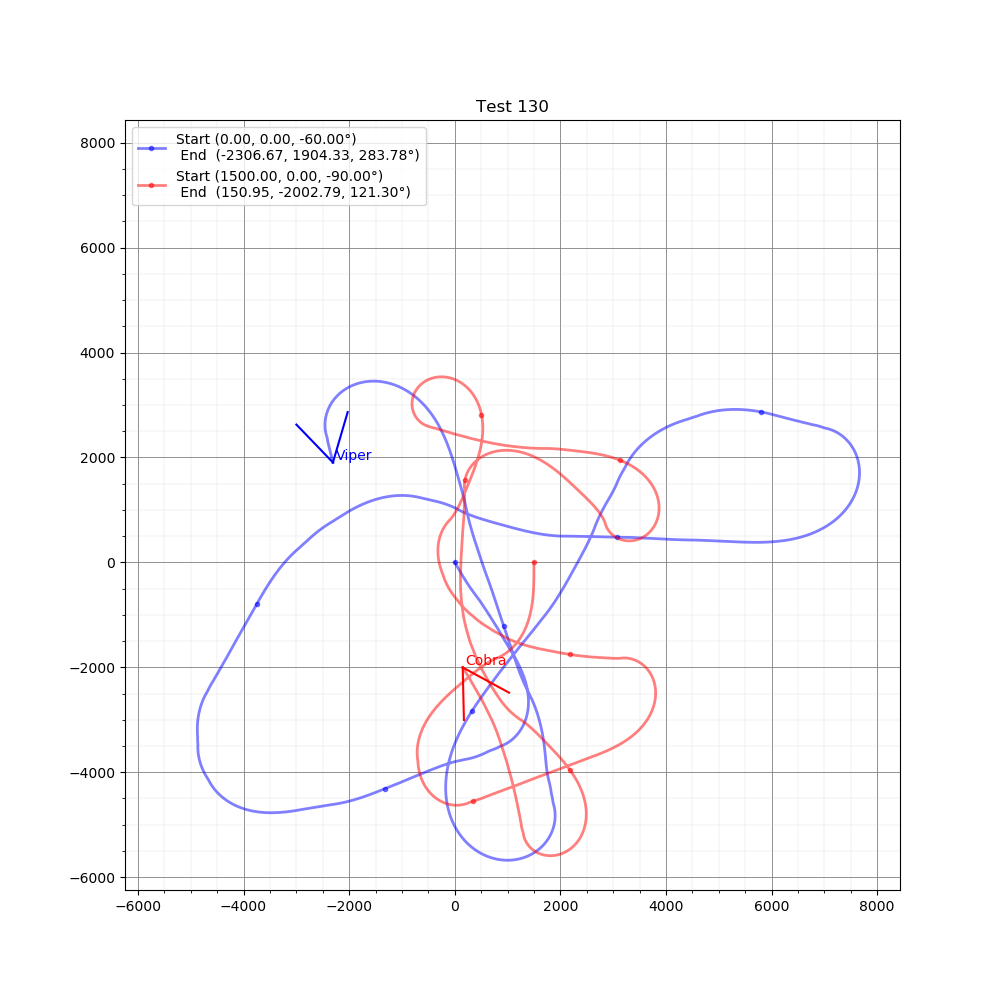 Test 130
Start (0.00, 0.00, -60.00°)
End  (-2306.67, 1904.33, 283.78°)
Start (1500.00, 0.00, -90.00°)
End  (150.95, -2002.79, 121.30°)
8000
6000
4000
2000
0
−2000
−4000
−6000
Viper
Cobra
−6000 −4000 −2000 0 2000 4000 6000 8000